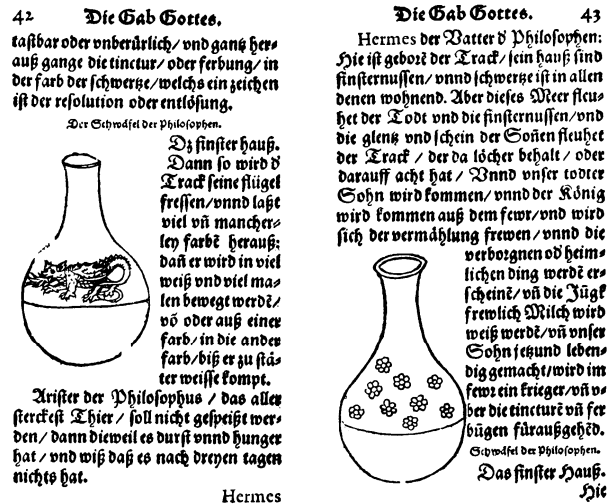 42 Die Gab Gottes.
tastbar oder vnberürlich/ vnd gantz her-
auß gange die tinctur/ oder ferbung/ in
der farb der schwertze/ welchs ein zeichen
ist der resolution oder entlösung.
Der Schwäfel der Philosophen.
Dz finster hauß.
Dann so wird d'
Track seine flügel
fressen/ vnnd laßt
viel vñ mancher-
ley farbē herauß:
dañ er wird in viel
weiß vnd viel ma-
len bewegt werdē/
vō oder auß einer
farb/ in die ander
farb/ biß er zu stä-
ter weisse kompt.
Arister der Philosophus / das aller
sterckest Thier / soll nicht gespeißt wer-
den/ dann dieweil es durst vnnd hunger
hat/ vnd wiß daß es nach dreyen tagen
nichts hat.
Hermes
Die Gab Gottes. 43
Hermes der Vatter d' Philosophen:
Hie ist geborē der Track/ sein hauß sind
finsternussen/ vnnd schwertze ist in allen
denen wohnend. Aber dieses Meer fleu-
het der Todt vnd die finsternussen/ vnd
die glentz vnd schein der Soñen fleuhet
der Track / der da löcher behalt / oder
darauff acht hat / Vnnd vnser todter
Sohn wird kommen/ vnnd der König
wird kommen auß dem fewr/ vnd wird
sich der vermählung frewen/ vnnd die
verborgnen od' heim-
lichen ding werdē er-
scheinē/ vñ die Jūgk
frewlich Milch wird
weiß werdē/ vñ vnser
Sohn jetzund leben-
dig gemacht/ wird im
fewr ein krieger/ vñ v-
ber die tincturē vñ fer
būgen fürausgehēd.
Schwäfel der Philosophen.
Das finster Hauß.
Hie